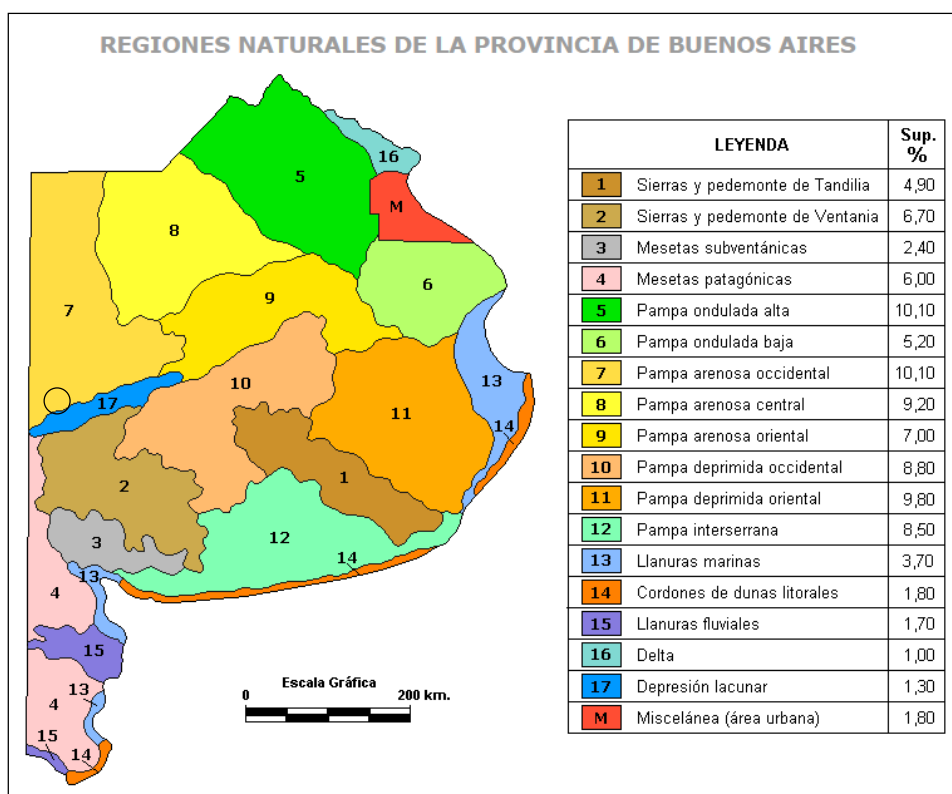 REGIONES NATURALES DE LA PROVINCIA DE BUENOS AIRES
16
5
M
8
9
6
7
10
13
17
11
14
1
2
12
3
14
13
4
15
13
4
15
14
Escala Gráfica
0 200 km.
LEYENDA Sup. %
1 Sierras y pedemonte de Tandilia 4,90
2 Sierras y pedemonte de Ventania 6,70
3 Mesetas subventánicas 2,40
4 Mesetas patagónicas 6,00
5 Pampa ondulada alta 10,10
6 Pampa ondulada baja 5,20
7 Pampa arenosa occidental 10,10
8 Pampa arenosa central 9,20
9 Pampa arenosa oriental 7,00
10 Pampa deprimida occidental 8,80
11 Pampa deprimida oriental 9,80
12 Pampa interserrana 8,50
13 Llanuras marinas 3,70
14 Cordones de dunas litorales 1,80
15 Llanuras fluviales 1,70
16 Delta 1,00
17 Depresión lacunar 1,30
M Miscelánea (área urbana) 1,80